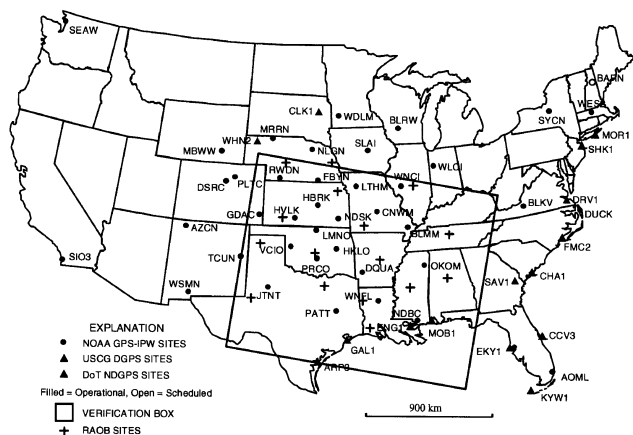 SEAW
BARN
WES2
SYCN
MOR1
SHK1
CLK1
WDLM
BLRW
MRRN
WHN2
MBWW
NLGN
SLAI
WLCI
RWDN
FBYN
LTHM
WNCI
DSRC
PLTC
HBRK
GDAC
HVLK
NDSK
CNWM
BLKV
DRV1
DUCK
AZCN
LMNO
BLMM
FMC2
SIO3
TCUN
VCIO
HKLO
PRCO
DQUA
OKOM
CHA1
WSMN
JTNT
WNFL
SAV1
PATT
NDBC
ENG1
MOB1
GAL1
EKY1
CCV3
ARP3
AOML
KYW1
EXPLANATION
NOAA GPS-IPW SITES
USCG DGPS SITES
DoT NDGPS SITES
Filled = Operational, Open = Scheduled
VERIFICATION BOX
RAOB SITES
900 km